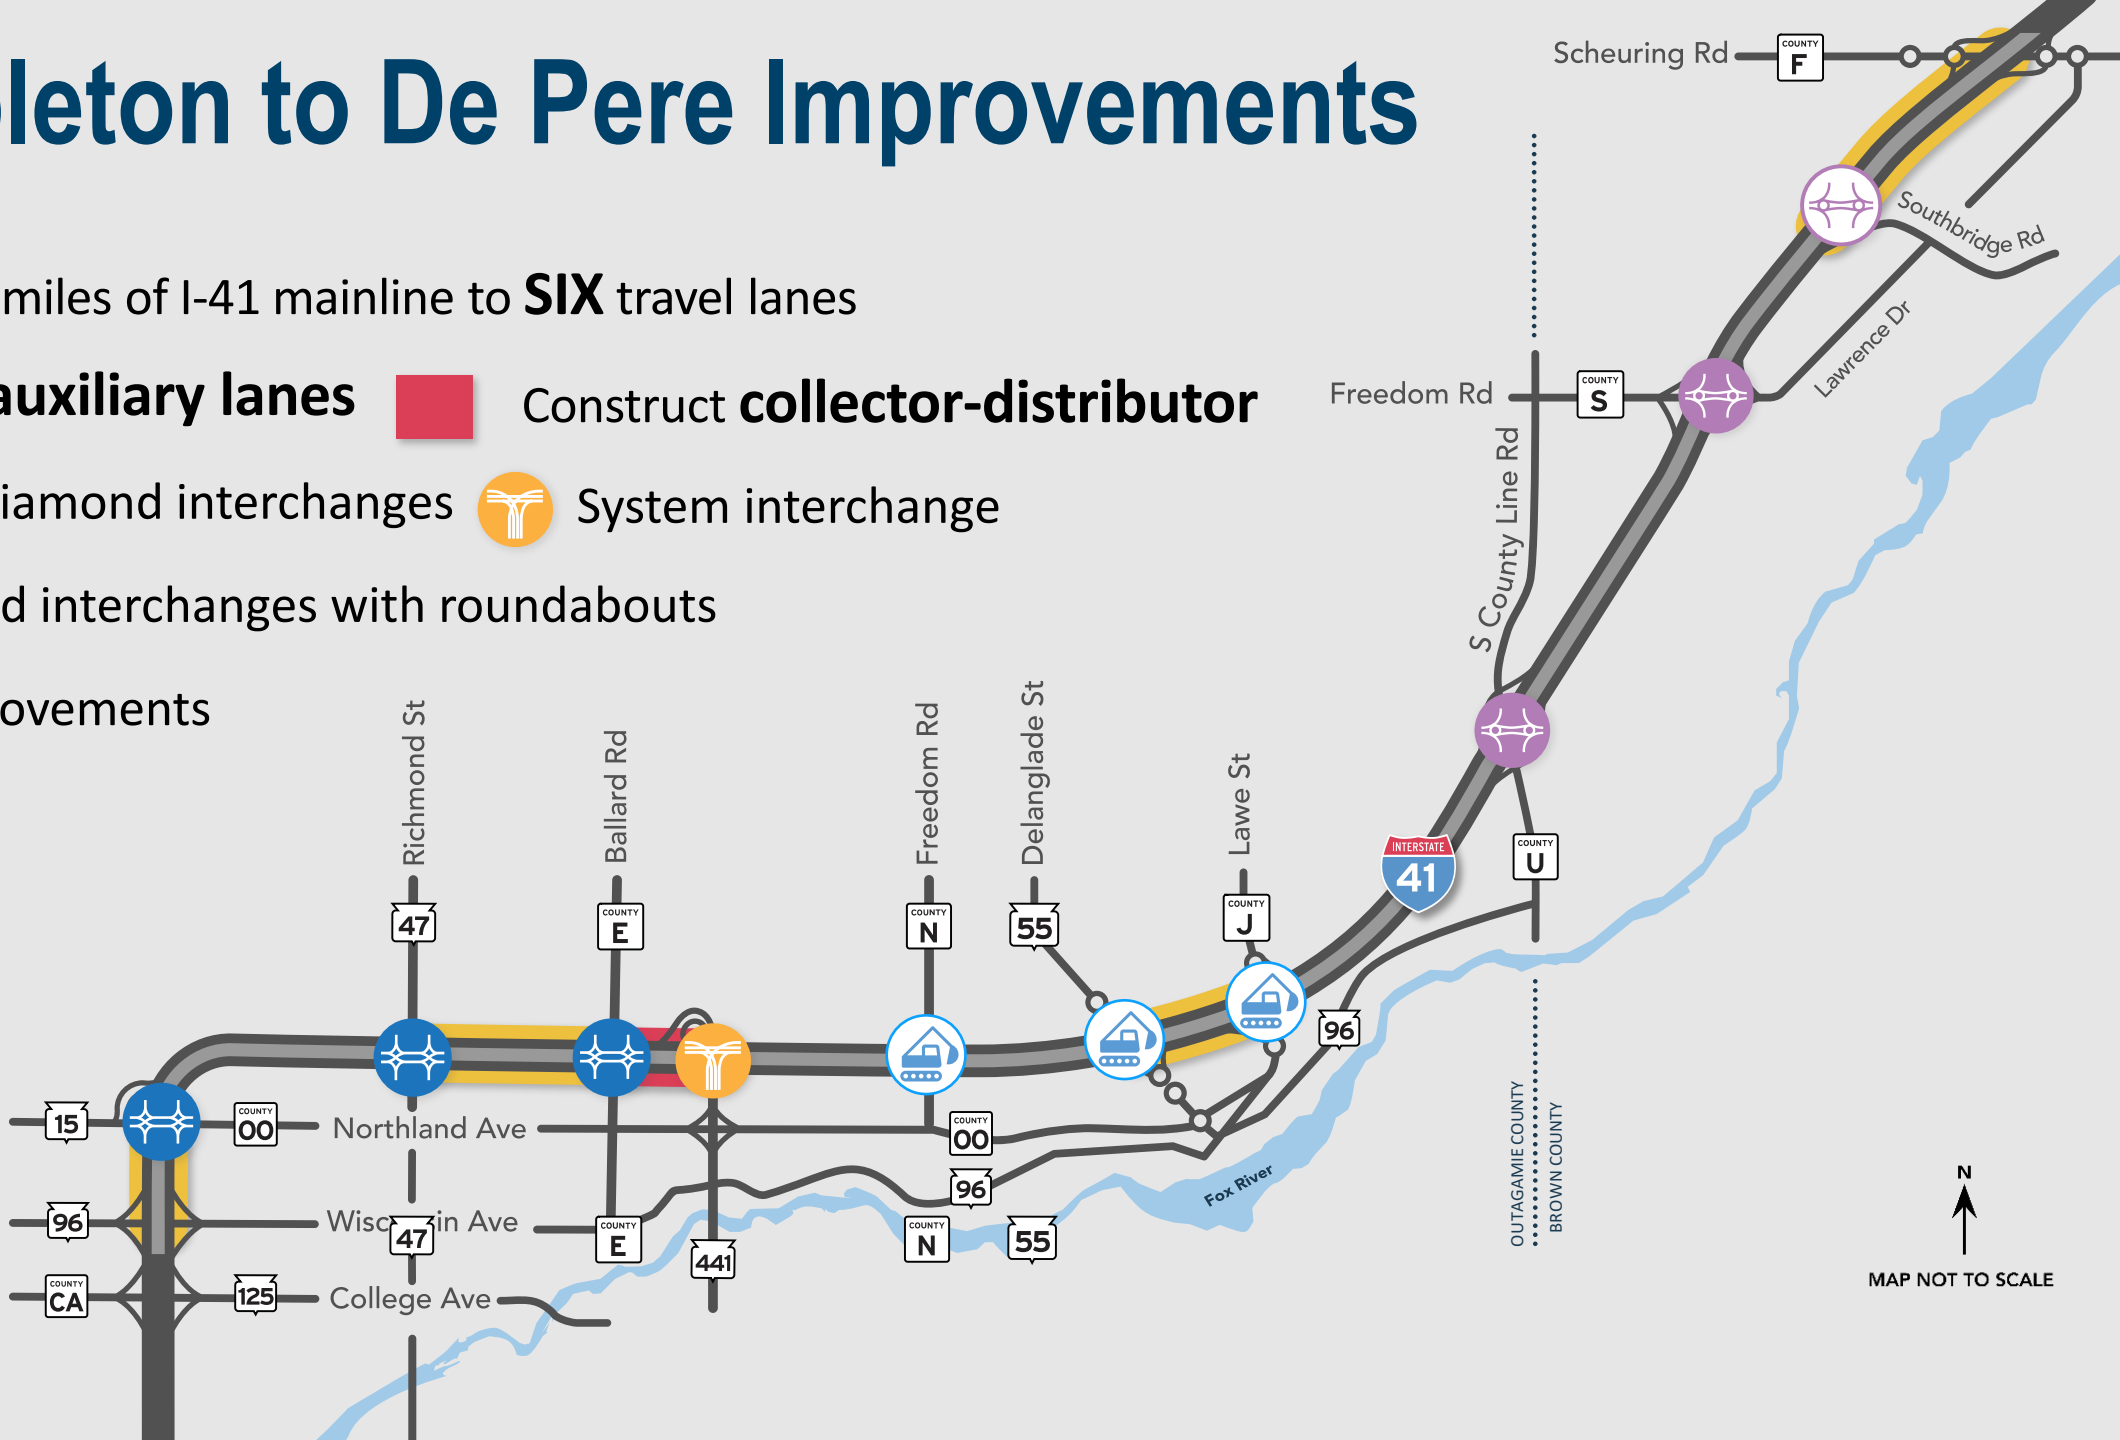 leton to De Pere Improvements
miles of I-41 mainline to SIX travel lanes
auxiliary lanes
Construct collector-distributor
iamond interchanges
System interchange
d interchanges with roundabouts
ovements
Scheuring Rd
COUNTY
F
Southbridge Rd
Lawrence Dr
Freedom Rd
COUNTY
S
S County Line Rd
Richmond St
Ballard Rd
Freedom Rd
Delanglade St
Lawe St
INTERSTATE
41
COUNTY
U
47
COUNTY
E
COUNTY
N
55
COUNTY
J
96
15
COUNTY
OO
Northland Ave
COUNTY
OO
96
96
Wisc in Ave
47
COUNTY
E
441
COUNTY
N
55
Fox River
OUTAGAMIE COUNTY
BROWN COUNTY
COUNTY
CA
125
College Ave
N
MAP NOT TO SCALE